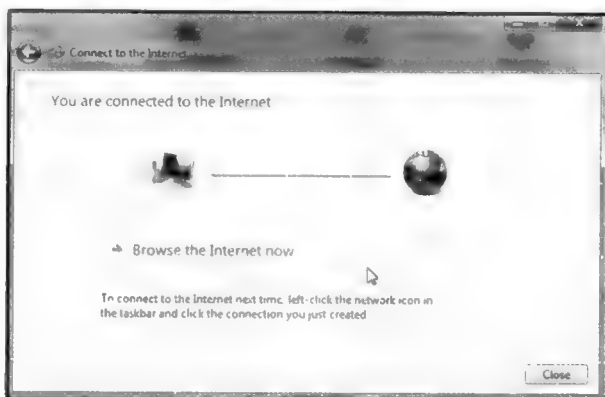 Connect to the Internet
You are connected to the Internet
Browse the Internet now
To connect to the Internet next time, left-click the network icon in
the taskbar and click the connection you just created
Close